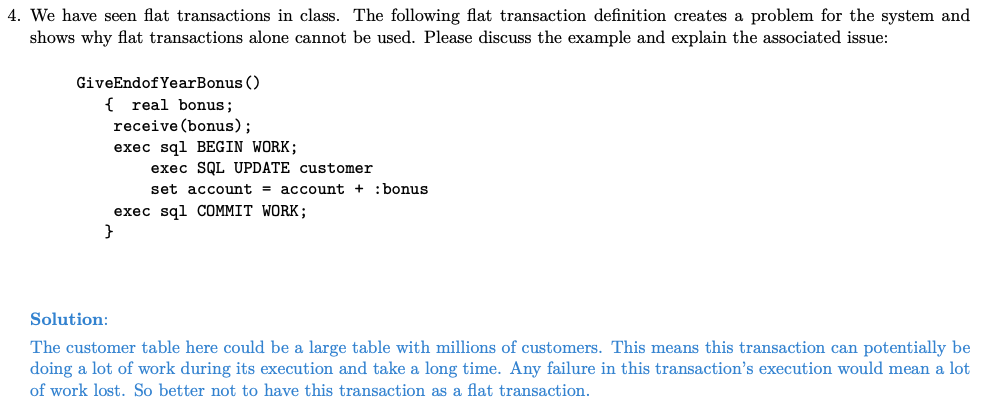 4. We have seen flat transactions in class. The following flat transaction definition creates a problem for the system and
shows why flat transactions alone cannot be used. Please discuss the example and explain the associated issue:
GiveEndofYearBonus()
{ real bonus;
receive(bonus);
exec sql BEGIN WORK;
exec SQL UPDATE customer
set account = account + :bonus
exec sql COMMIT WORK;
}
Solution:
The customer table here could be a large table with millions of customers. This means this transaction can potentially be
doing a lot of work during its execution and take a long time. Any failure in this transaction's execution would mean a lot
of work lost. So better not to have this transaction as a flat transaction.